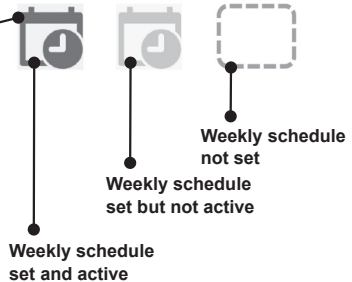 Weekly schedule
not set
Weekly schedule
set but not active
Weekly schedule
set and active